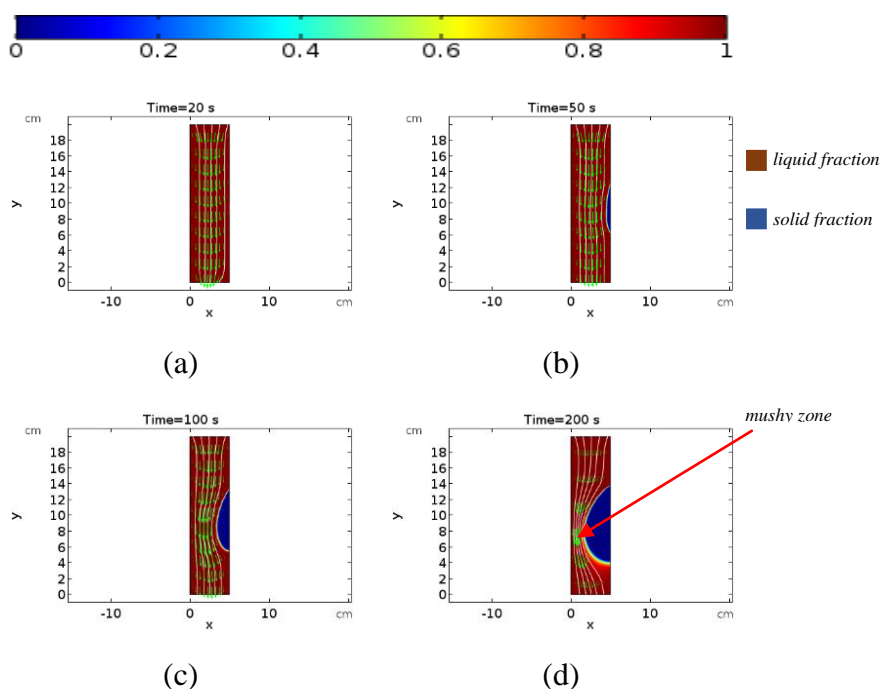 0 0.2 0.4 0.6 0.8 1
Time=20 s
cm
18
16
14
12
10
8
6
4
2
0
y
-10 0 10 cm
x
(a)
Time=50 s
cm
18
16
14
12
10
8
6
4
2
0
y
-10 0 10 cm
x
(b)
liquid fraction
solid fraction
Time=100 s
cm
18
16
14
12
10
8
6
4
2
0
y
-10 0 10 cm
x
(c)
Time=200 s
cm
18
16
14
12
10
8
6
4
2
0
y
-10 0 10 cm
x
(d)
mushy zone